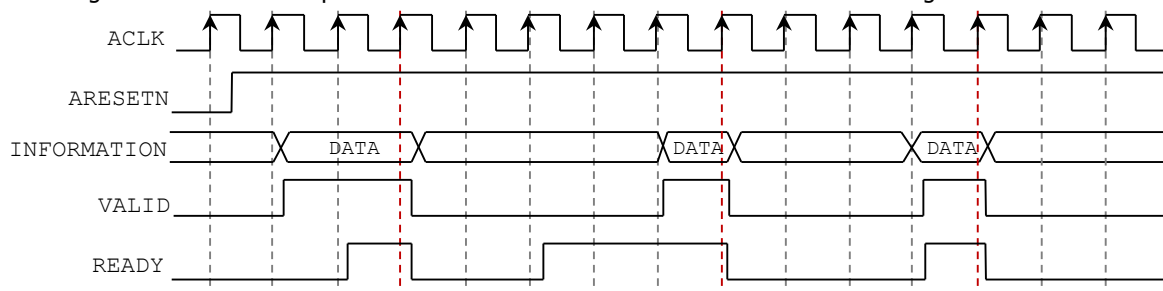 ACLK
ARESETN
INFORMATION DATA DATA DATA
VALID
READY